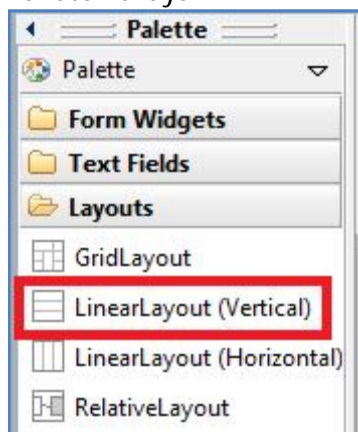 Palette
Palette
Form Widgets
Text Fields
Layouts
GridLayout
LinearLayout (Vertical)
LinearLayout (Horizontal)
RelativeLayout